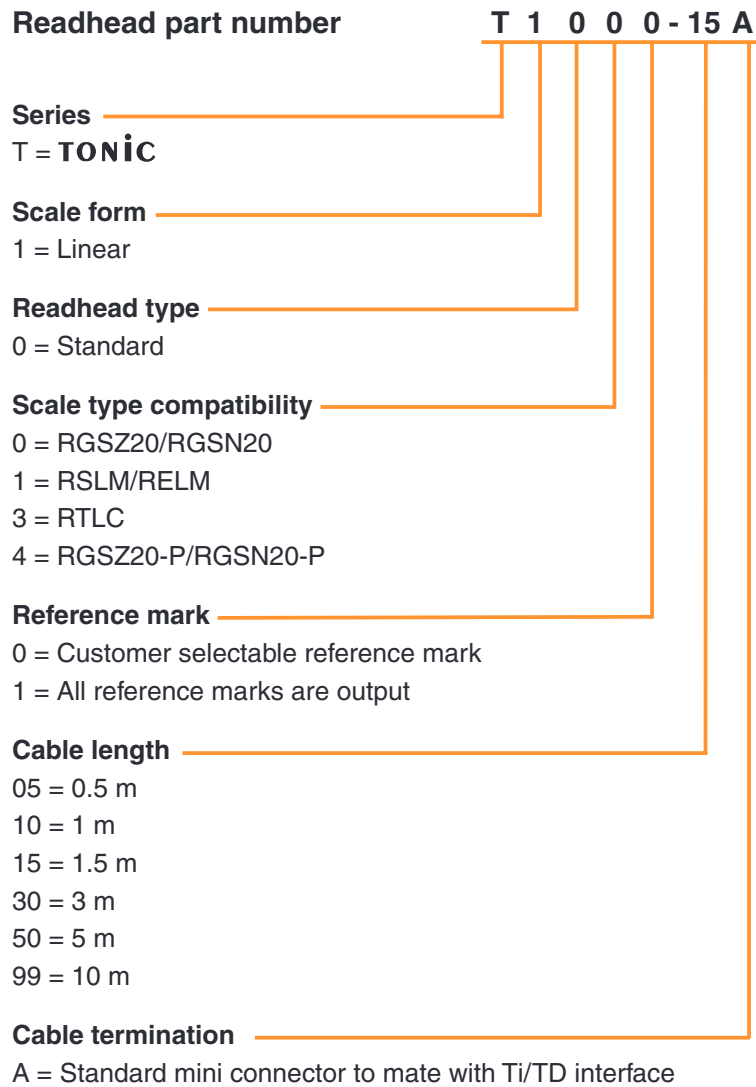 Readhead part number T 1 0 0 0 - 15 A
Series
T = TONiC
Scale form
1 = Linear
Readhead type
0 = Standard
Scale type compatibility
0 = RGSZ20/RGSN20
1 = RSLM/RELM
3 = RTLC
4 = RGSZ20-P/RGSN20-P
Reference mark
0 = Customer selectable reference mark
1 = All reference marks are output
Cable length
05 = 0.5 m
10 = 1 m
15 = 1.5 m
30 = 3 m
50 = 5 m
99 = 10 m
Cable termination
A = Standard mini connector to mate with Ti/TD interface